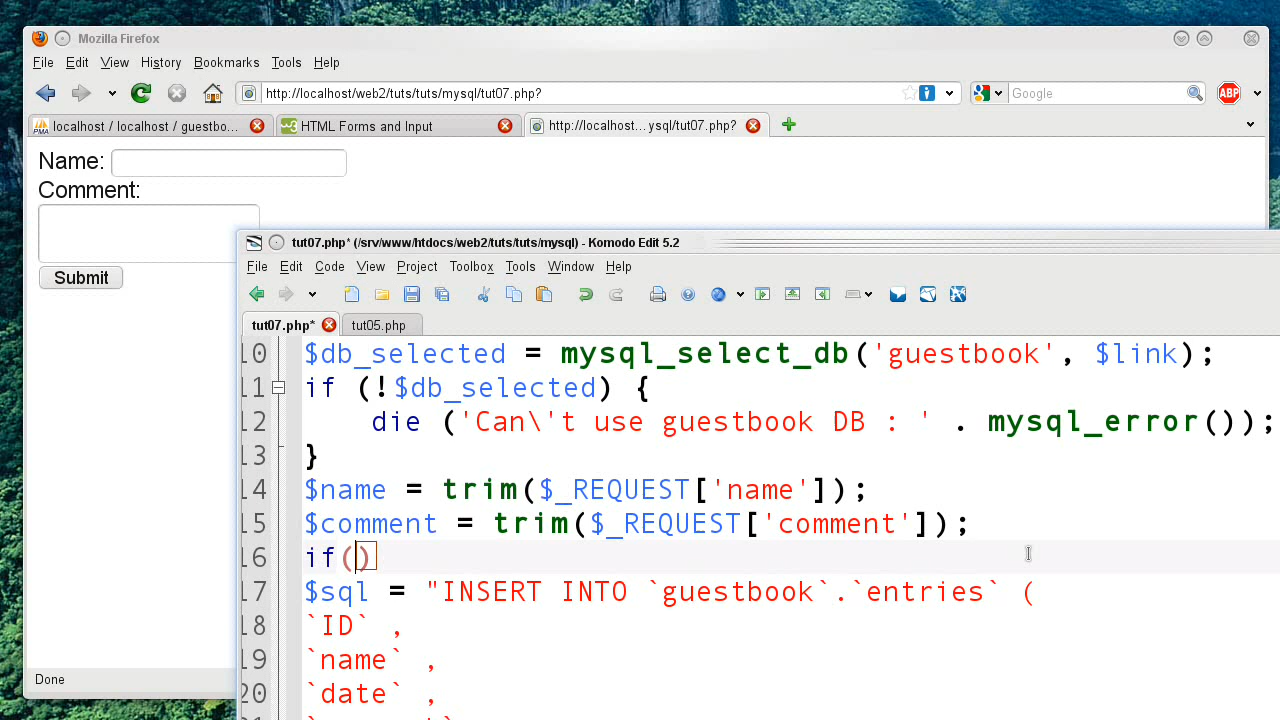 Mozilla Firefox
File Edit View History Bookmarks Tools Help
http://localhost/web2/tuts/tuts/mysql/tut07.php?
Google
ABP
PMA localhost / localhost / guestbo...
HTML Forms and Input
http://localhost...ysql/tut07.php?
Name:
Comment:
Submit
Done
tut07.php* (/srv/www/htdocs/web2/tuts/tuts/mysql) - Komodo Edit 5.2
File Edit Code View Project Toolbox Tools Window Help
tut07.php* tut05.php
10 $db_selected = mysql_select_db('guestbook', $link);
11 if (!$db_selected) {
12 die ('Can\'t use guestbook DB : ' . mysql_error());
13 }
14 $name = trim($_REQUEST['name']);
15 $comment = trim($_REQUEST['comment']);
16 if()
17 $sql = "INSERT INTO `guestbook`.`entries` (
18 `ID` ,
19 `name` ,
20 `date` ,